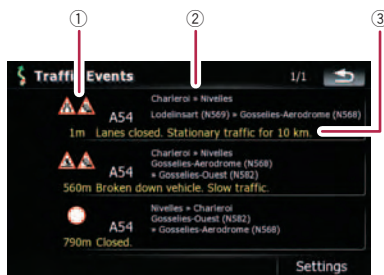 ① ② ③
Traffic Events 1/1
Charleroi » Nivelles
A54 Lodelinsart (N569) » Gosselies-Aerodrome (N568)
1m Lanes closed. Stationary traffic for 10 km.
Charleroi » Nivelles
Gosselies-Aerodrome (N568)
A54 » Gosselies-Ouest (N582)
560m Broken down vehicle. Slow traffic.
Nivelles » Charleroi
Gosselies-Ouest (N582)
A54 » Gosselies-Aerodrome (N568)
790m Closed.
Settings